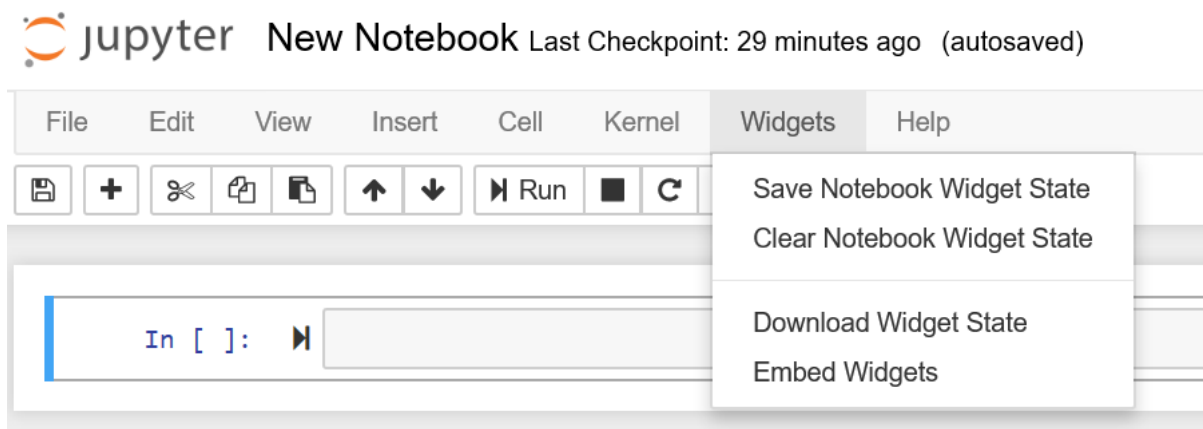 jupyter New Notebook Last Checkpoint: 29 minutes ago (autosaved)
File Edit View Insert Cell Kernel Widgets Help
Run
Save Notebook Widget State
Clear Notebook Widget State
Download Widget State
Embed Widgets
In [ ]: